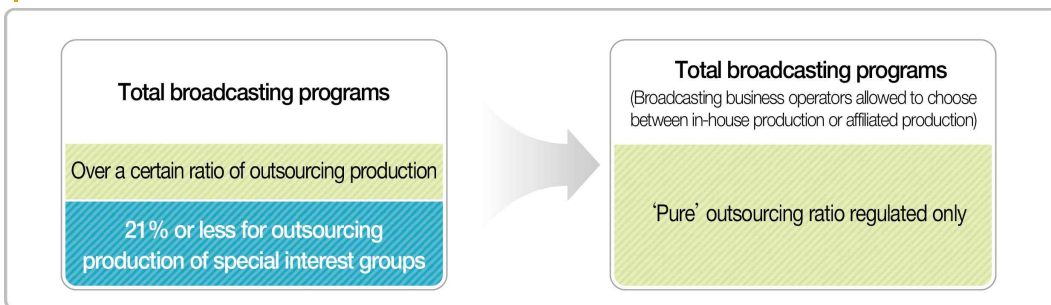 Total broadcasting programs
Over a certain ratio of outsourcing production
21% or less for outsourcing
production of special interest groups
Total broadcasting programs
(Broadcasting business operators allowed to choose
between in-house production or affiliated production)
‘Pure’ outsourcing ratio regulated only